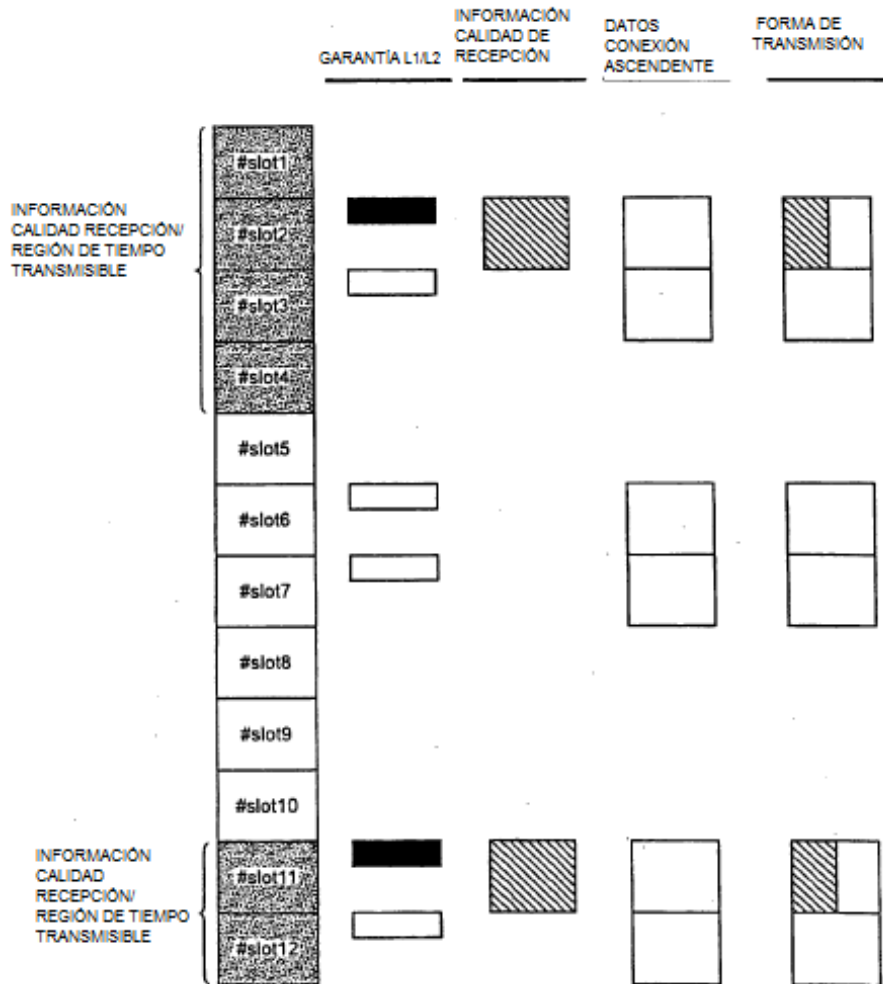 GARANTÍA L1/L2
INFORMACIÓN
CALIDAD DE
RECEPCIÓN
DATOS
CONEXIÓN
ASCENDENTE
FORMA DE
TRANSMISIÓN
INFORMACIÓN
CALIDAD RECEPCIÓN/
REGIÓN DE TIEMPO
TRANSMISIBLE
#slot1
#slot2
#slot3
#slot4
#slot5
#slot6
#slot7
#slot8
#slot9
#slot10
INFORMACIÓN
CALIDAD
RECEPCIÓN/
REGIÓN DE TIEMPO
TRANSMISIBLE
#slot11
#slot12